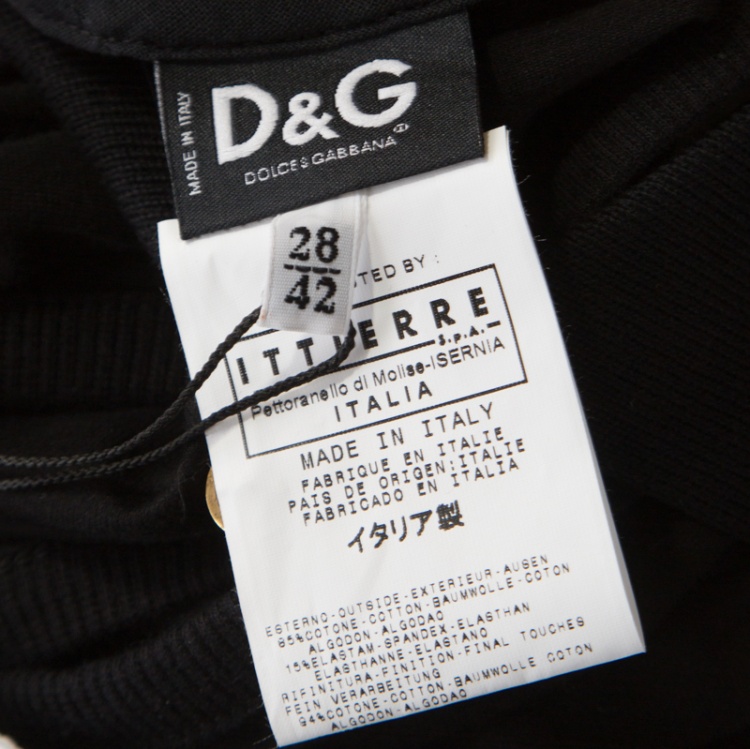 MADE IN ITALY
D&G
DOLCE & GABBANA
28
42
BY :
ITTIERRE
S.p.A.
Pettoranello di Molise-ISERNIA
ITALIA
MADE IN ITALY
FABRIQUE EN ITALIE
PAIS DE ORIGEN:ITALIE
FABRICADO EN ITALIA
イタリア製
ESTERNO-OUTSIDE-EXTERIEUR-AUSEN
85%COTONE-COTTON-BAUMWOLLE-COTON
ALGODON-ALGODAO
15%ELASTAM-SPANDEX-ELASTHAN
ELASTHANNE-ELASTANO
RIFINITURA-FINITION-FINAL TOUCHES
FEIN VERARBEITUNG
94%COTONE-COTTON-BAUMWOLLE COTON
ALGODON-ALGODAO